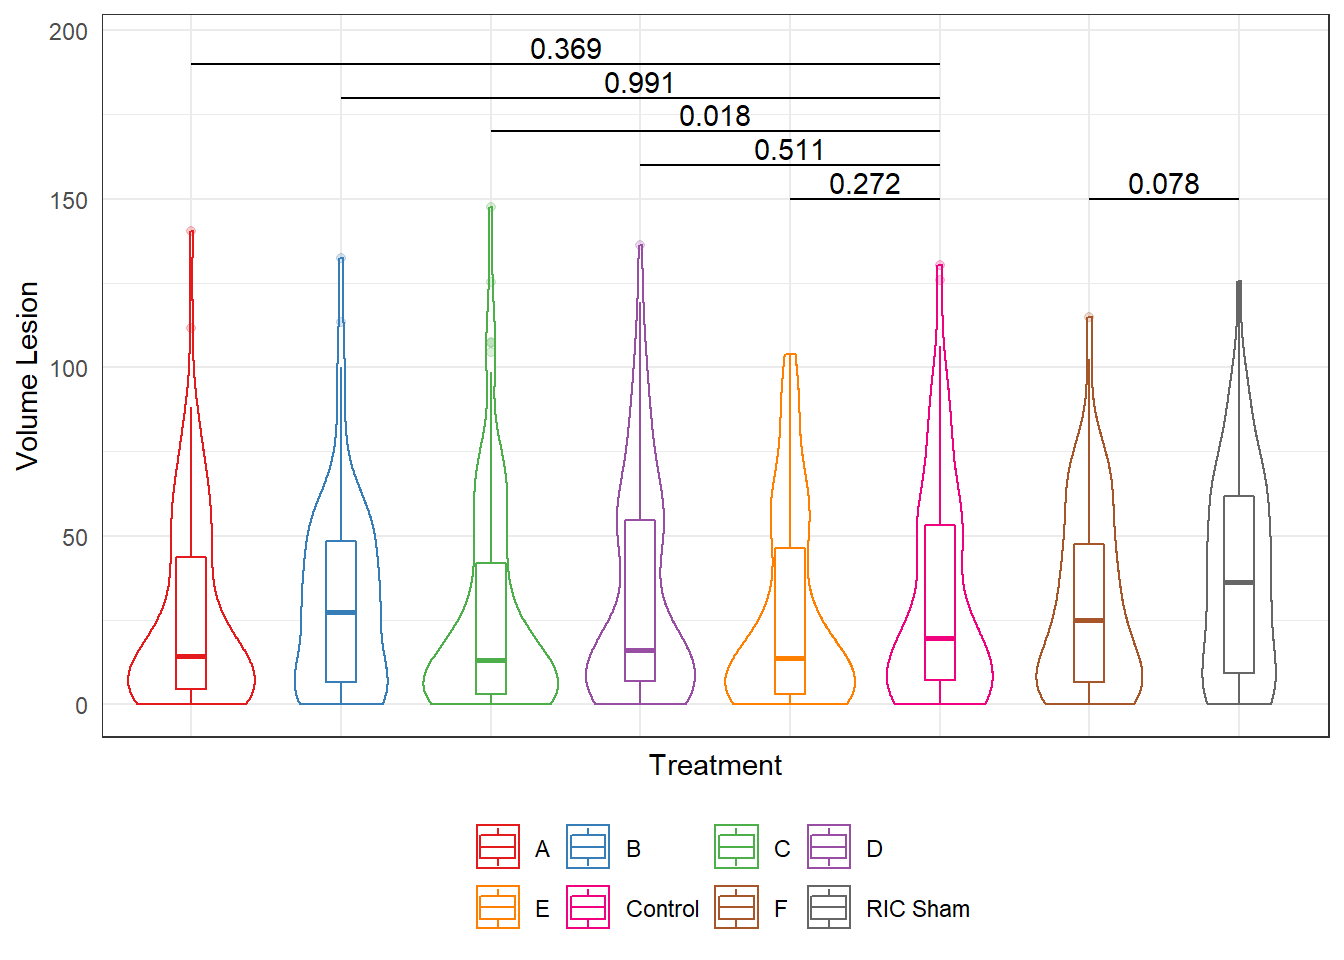 200
0.369
0.991
0.018
0.511
150
0.272
0.078
100
50
0
Volume Lesion
Treatment
A
B
C
D
E
Control
F
RIC Sham